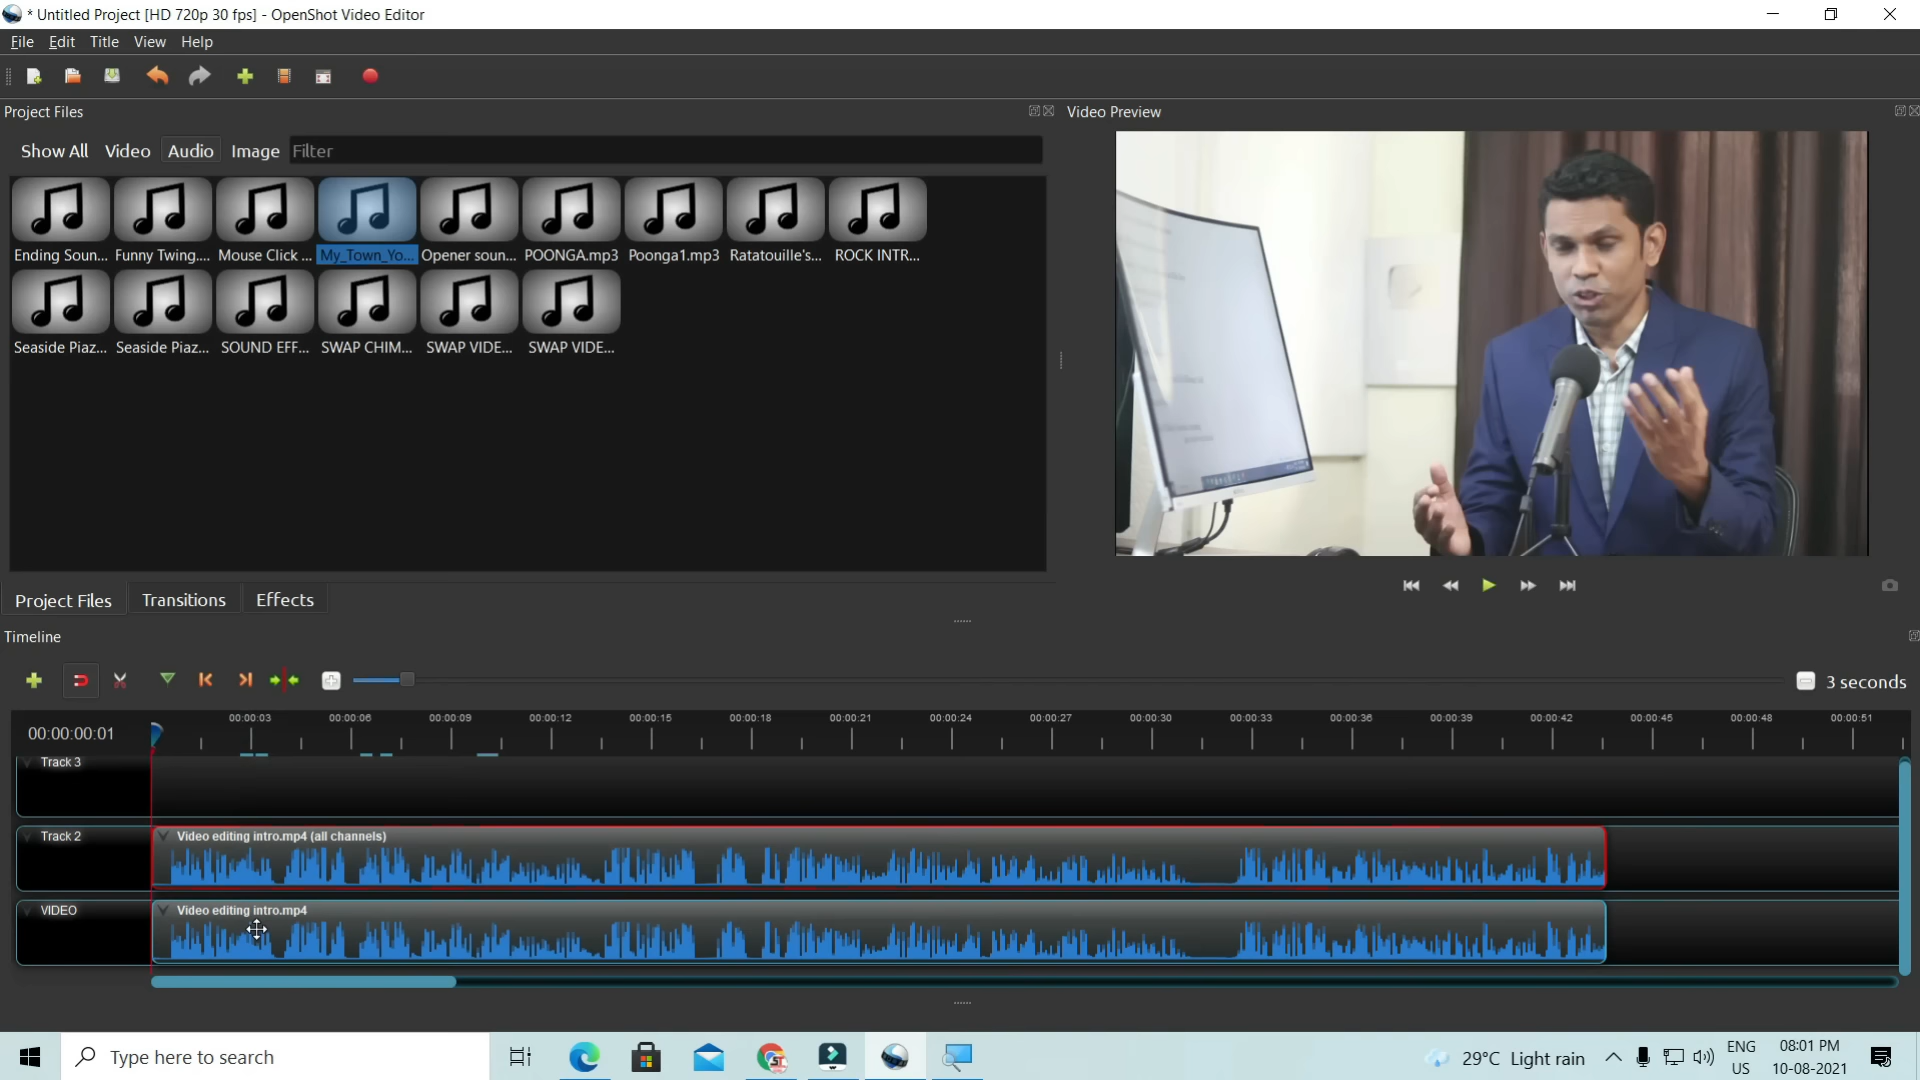 * Untitled Project [HD 720p 30 fps] - OpenShot Video Editor
File Edit Title View Help
Project Files
Video Preview
Show All Video Audio Image Filter
Ending Soun... Funny Twing.... Mouse Click ... My_Town_Yo... Opener soun... POONGA.mp3 Poonga1.mp3 Ratatouille's... ROCK INTR...
Seaside Piaz... Seaside Piaz... SOUND EFF... SWAP CHIM... SWAP VIDE... SWAP VIDE...
Project Files Transitions Effects
Timeline
3 seconds
00:00:00:01
00:00:03 00:00:06 00:00:09 00:00:12 00:00:15 00:00:18 00:00:21 00:00:24 00:00:27 00:00:30 00:00:33 00:00:36 00:00:39 00:00:42 00:00:45 00:00:48 00:00:51
Track 3
Track 2
Video editing intro.mp4 (all channels)
VIDEO
Video editing intro.mp4
Type here to search
29°C Light rain
ENG
US
08:01 PM
10-08-2021